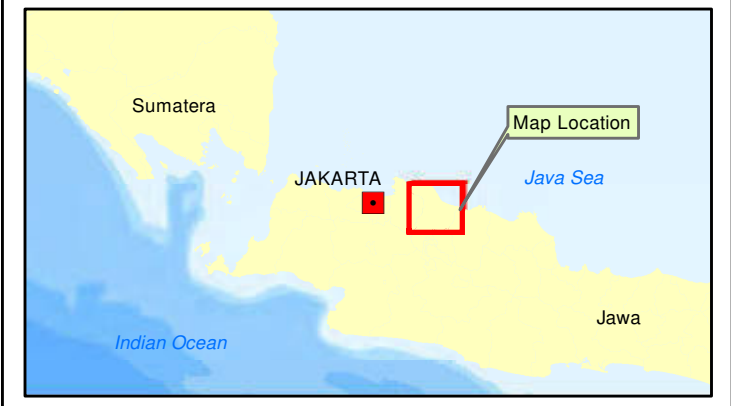 Sumatera
Map Location
JAKARTA
Java Sea
Jawa
Indian Ocean